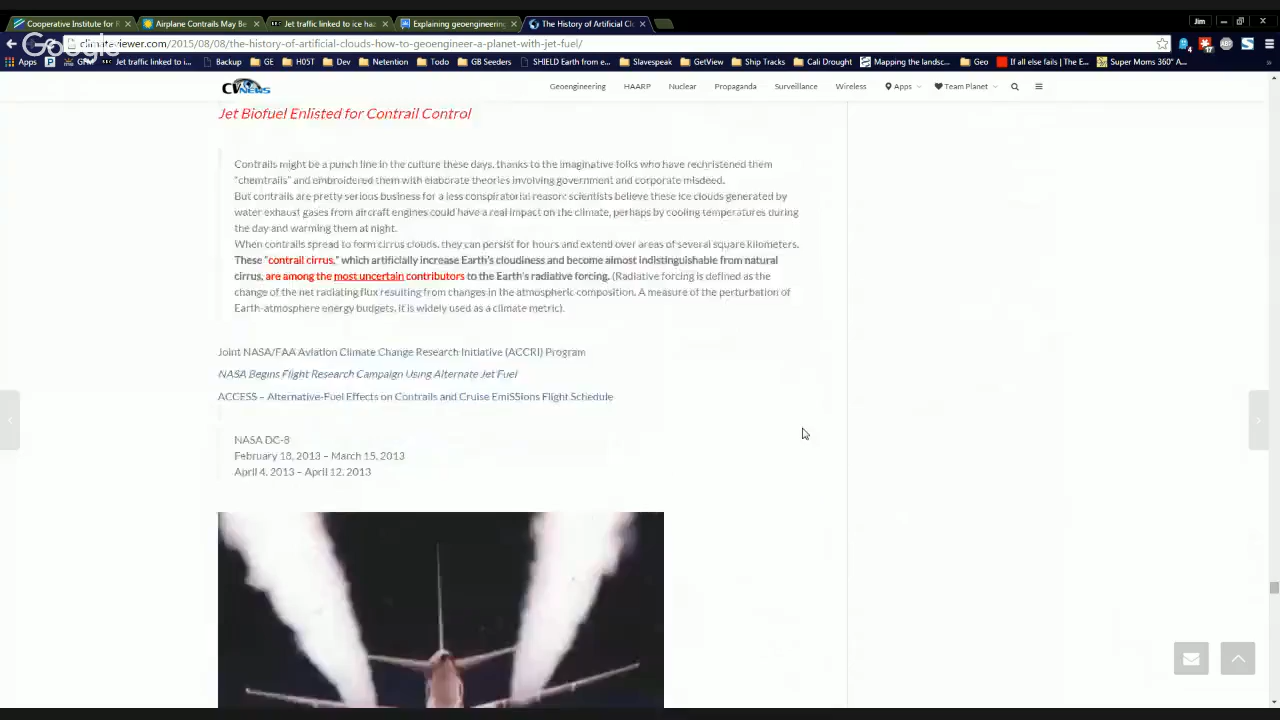 Cooperative Institute for R
Airplane Contrails May Be
Jet traffic linked to ice haz
Explaining geoengineering
The History of Artificial Cl
Jim
Google
climateviewer.com/2015/08/08/the-history-of-artificial-clouds-how-to-geoengineer-a-planet-with-jet-fuel/
Apps
P
GFM
Jet traffic linked to i...
Backup
GE
H05T
Dev
Netention
Todo
GB Seeders
SHIELD Earth from e...
Slavespeak
GetView
Ship Tracks
Cali Drought
Mapping the landsc...
Geo
If all else fails | The E...
Super Moms 360° A...
CV NEWS
Geoengineering
HAARP
Nuclear
Propaganda
Surveillance
Wireless
Apps
Team Planet
Jet Biofuel Enlisted for Contrail Control
Contrails might be a punch line in the culture these days, thanks to the imaginative folks who have rechristened them
"chemtrails" and embroidered them with elaborate theories involving government and corporate misdeed.
But contrails are pretty serious business for a less conspiratorial reason: scientists believe these ice clouds generated by
water exhaust gases from aircraft engines could have a real impact on the climate, perhaps by cooling temperatures during
the day and warming them at night.
When contrails spread to form cirrus clouds, they can persist for hours and extend over areas of several square kilometers.
These "contrail cirrus," which artificially increase Earth's cloudiness and become almost indistinguishable from natural
cirrus, are among the most uncertain contributors to the Earth's radiative forcing. (Radiative forcing is defined as the
change of the net radiating flux resulting from changes in the atmospheric composition. A measure of the perturbation of
Earth-atmosphere energy budgets, it is widely used as a climate metric).
Joint NASA/FAA Aviation Climate Change Research Initiative (ACCRI) Program
NASA Begins Flight Research Campaign Using Alternate Jet Fuel
ACCESS – Alternative-Fuel Effects on Contrails and Cruise EmiSSions Flight Schedule
NASA DC-8
February 18, 2013 – March 15, 2013
April 4, 2013 – April 12, 2013